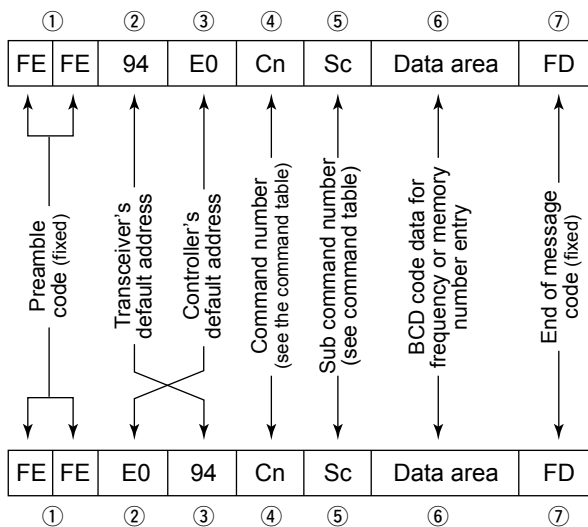 ① ② ③ ④ ⑤ ⑥ ⑦
FE FE 94 E0 Cn Sc Data area FD
Preamble
code (fixed)
Transceiver’s
default address
Controller’s
default address
Command number
(see the command table)
Sub command number
(see command table)
BCD code data for
frequency or memory
number entry
End of message
code (fixed)
FE FE E0 94 Cn Sc Data area FD
① ② ③ ④ ⑤ ⑥ ⑦